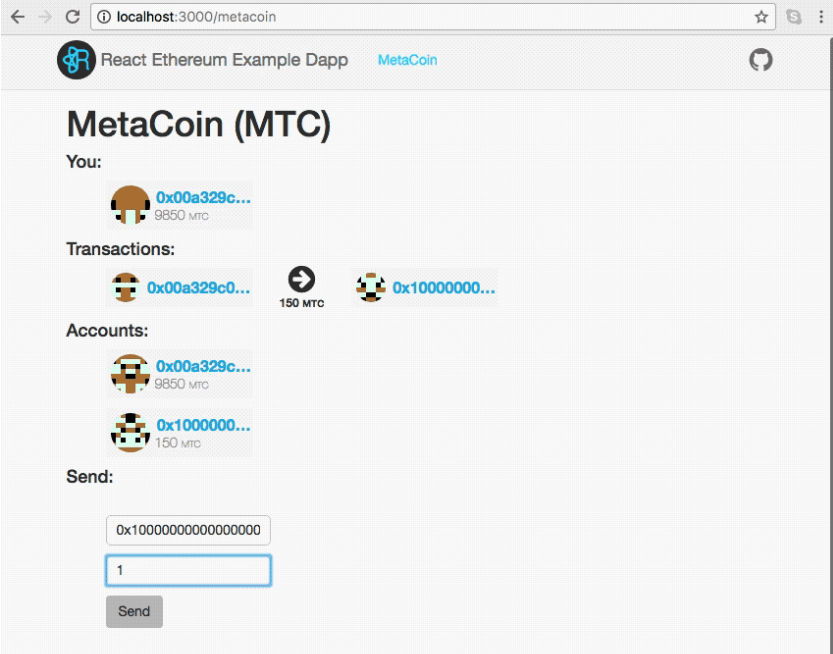 localhost:3000/metacoin
React Ethereum Example Dapp MetaCoin
MetaCoin (MTC)
You:
0x00a329c...
9850 MTC
Transactions:
0x00a329c0... 150 MTC 0x10000000...
Accounts:
0x00a329c...
9850 MTC
0x1000000...
150 MTC
Send:
0x10000000000000000
1
Send